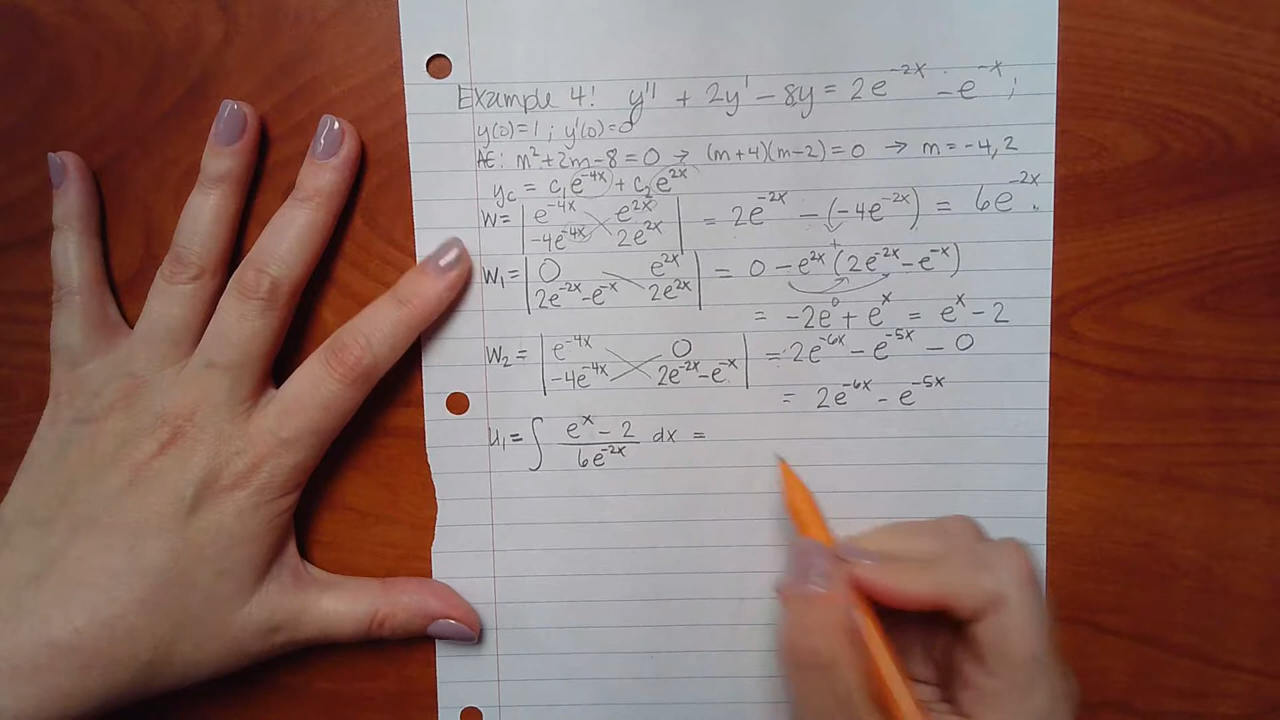 Example 4! y'' + 2y' - 8y = 2e^{-2x} - e^{-x};
y(0)=1; y'(0)=0
AE: m²+2m-8=0 → (m+4)(m-2)=0 → m=-4,2
y_c = c₁e^{-4x} + c₂e^{2x}
W = |e^{-4x} e^{2x}| = 2e^{-2x} - (-4e^{-2x}) = 6e^{-2x}.
|-4e^{-4x} 2e^{2x}| +
W₁ = |0 e^{2x}| = 0 - e^{2x}(2e^{-2x} - e^{-x})
|2e^{-2x}-e^{-x} 2e^{2x}|
= -2e^0 + e^x = e^x - 2
W₂ = |e^{-4x} 0| = 2e^{-6x} - e^{-5x} - 0
|-4e^{-4x} 2e^{-2x}-e^{-x}|
= 2e^{-6x} - e^{-5x}
u₁ = ∫ (e^x - 2)/(6e^{-2x}) dx =